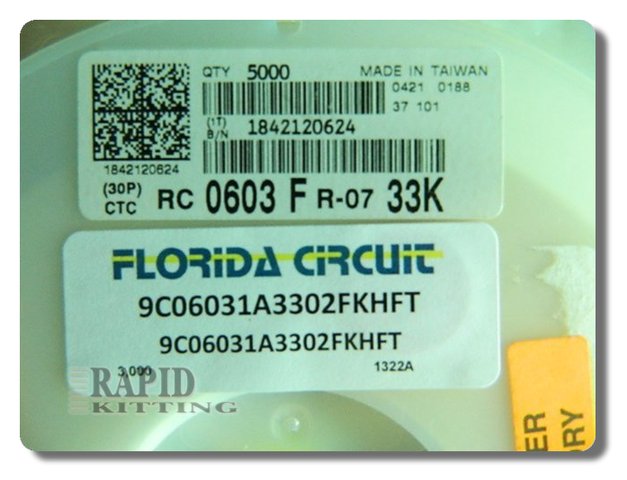 QTY 5000 MADE IN TAIWAN
0421 0188
37 101
(1T)
B/N 1842120624
1842120624
(30P)
CTC RC 0603 F R-07 33K
FLORIDA CIRCUIT
9C06031A3302FKHFT
9C06031A3302FKHFT
3,000 1322A
RAPID
KITTING
ER
RY